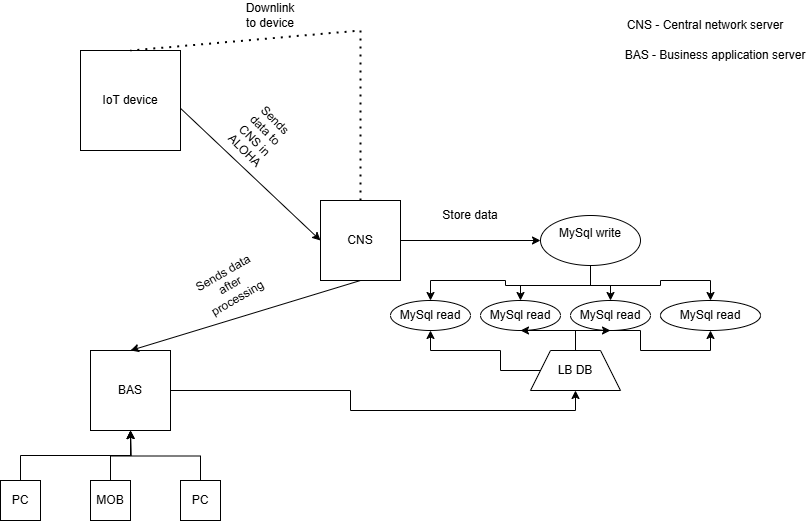 Downlink
to device
CNS - Central network server
BAS - Business application server
IoT device
Sends
data to
CNS in
ALOHA
Store data
MySql write
CNS
Sends data
after
processing
MySql read
MySql read
MySql read
MySql read
LB DB
BAS
PC
MOB
PC